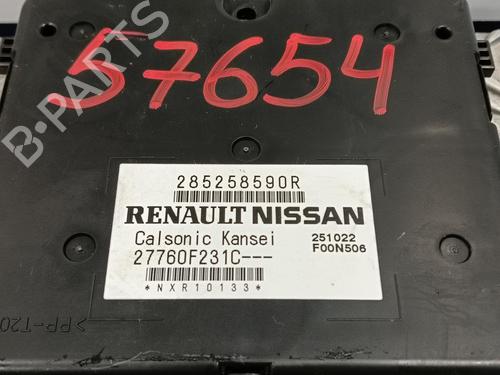 57654
B-PARTS
285258590R
RENAULT NISSAN
Calsonic Kansei
251022
F00N506
27760F231C---
*NXR10133*
>PP-T20